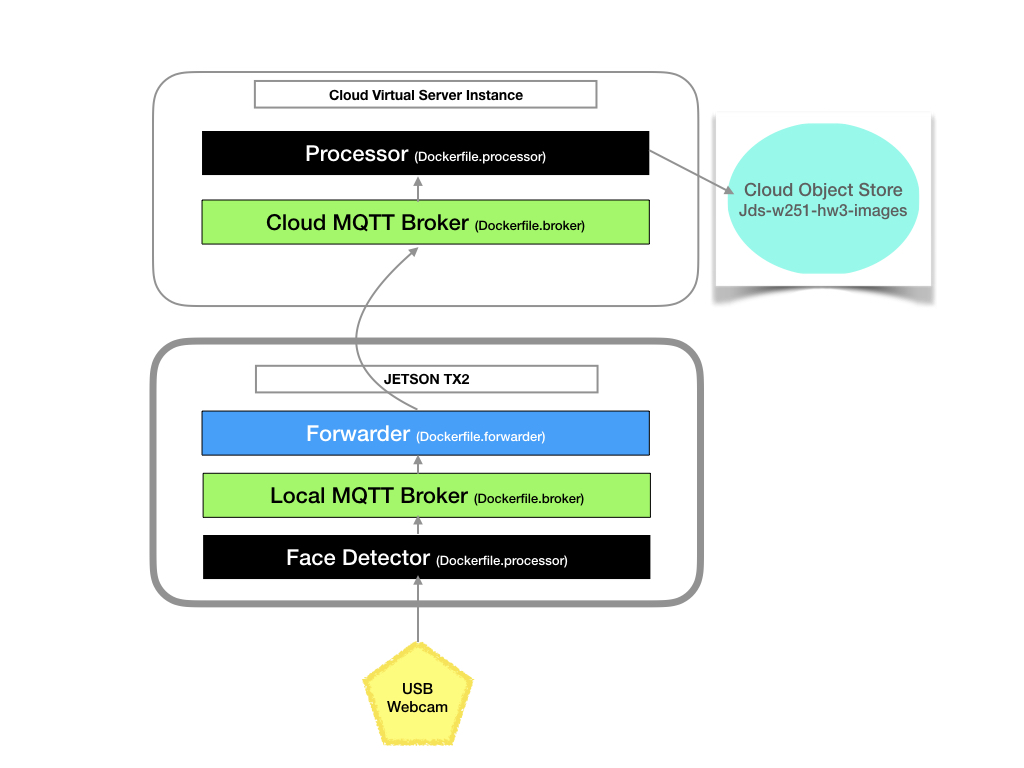 Cloud Virtual Server Instance
Processor (Dockerfile.processor)
Cloud MQTT Broker (Dockerfile.broker)
Cloud Object Store
Jds-w251-hw3-images
JETSON TX2
Forwarder (Dockerfile.forwarder)
Local MQTT Broker (Dockerfile.broker)
Face Detector (Dockerfile.processor)
USB
Webcam